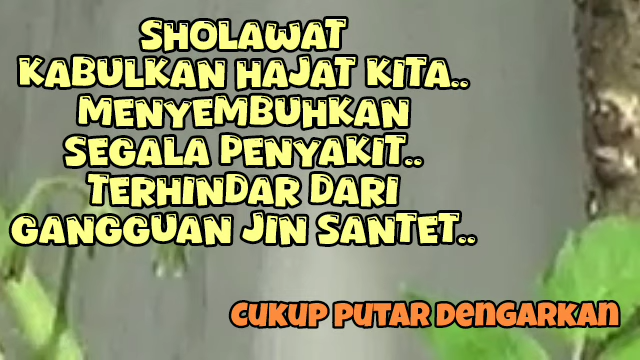 SHOLAWAT
KABULKAN HAJAT KITA..
MENYEMBUHKAN
SEGALA PENYAKIT..
TERHINDAR DARI
GANGGUAN JIN SANTET..
CUKUP PUTAR DENGARKAN